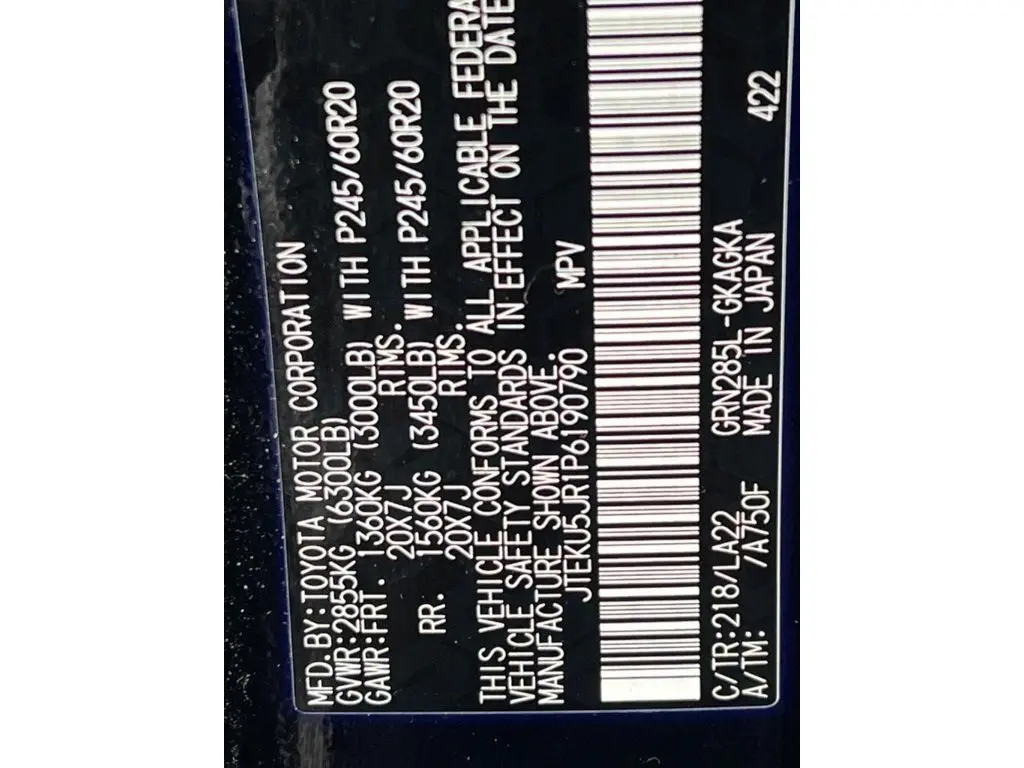 MFD.BY:TOYOTA MOTOR CORPORATION
GVWR:2855KG (6300LB)
GAWR:FRT. 1360KG (3000LB) WITH P245/60R20
20X7J RIMS.
RR. 1560KG (3450LB) WITH P245/60R20
20X7J RIMS.
THIS VEHICLE CONFORMS TO ALL APPLICABLE FEDERA
VEHICLE SAFETY STANDARDS IN EFFECT ON THE DATE
MANUFACTURE SHOWN ABOVE.
JTEKU5JR1P6190790 MPV
C/TR:218/LA22 GRN285L-GKAGKA 422
A/TM: /A750F MADE IN JAPAN